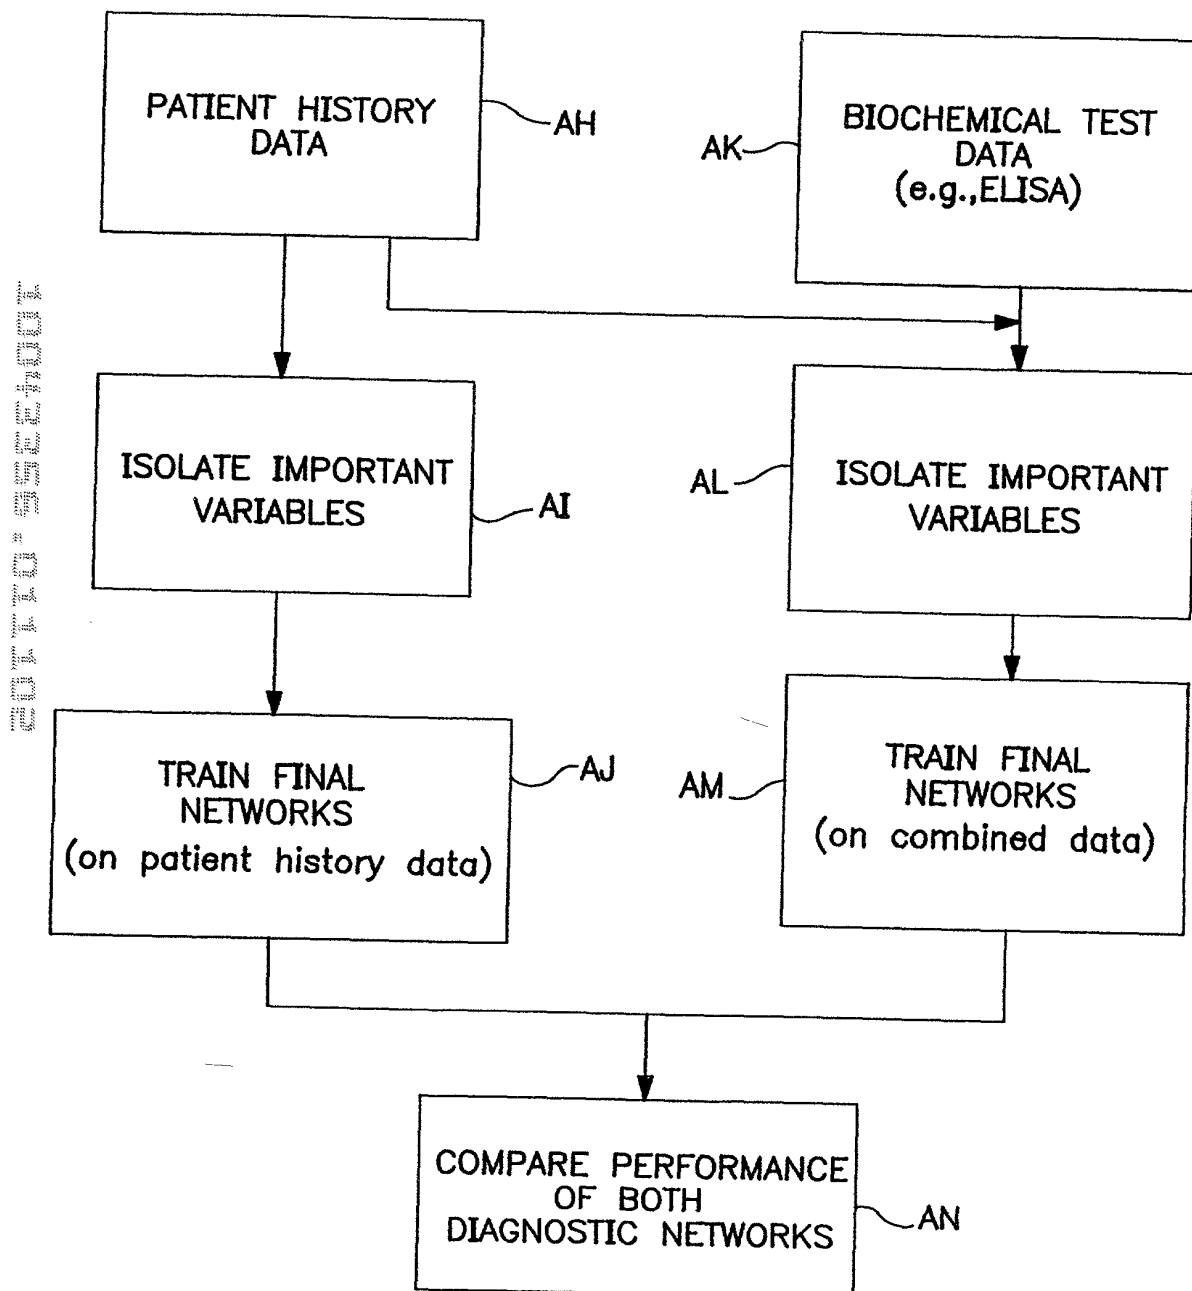 PATIENT HISTORY
DATA
AH
BIOCHEMICAL TEST
DATA
(e.g.,ELISA)
AK
ISOLATE IMPORTANT
VARIABLES
AI
ISOLATE IMPORTANT
VARIABLES
AL
TRAIN FINAL
NETWORKS
(on patient history data)
AJ
TRAIN FINAL
NETWORKS
(on combined data)
AM
COMPARE PERFORMANCE
OF BOTH
DIAGNOSTIC NETWORKS
AN
10043355.011102